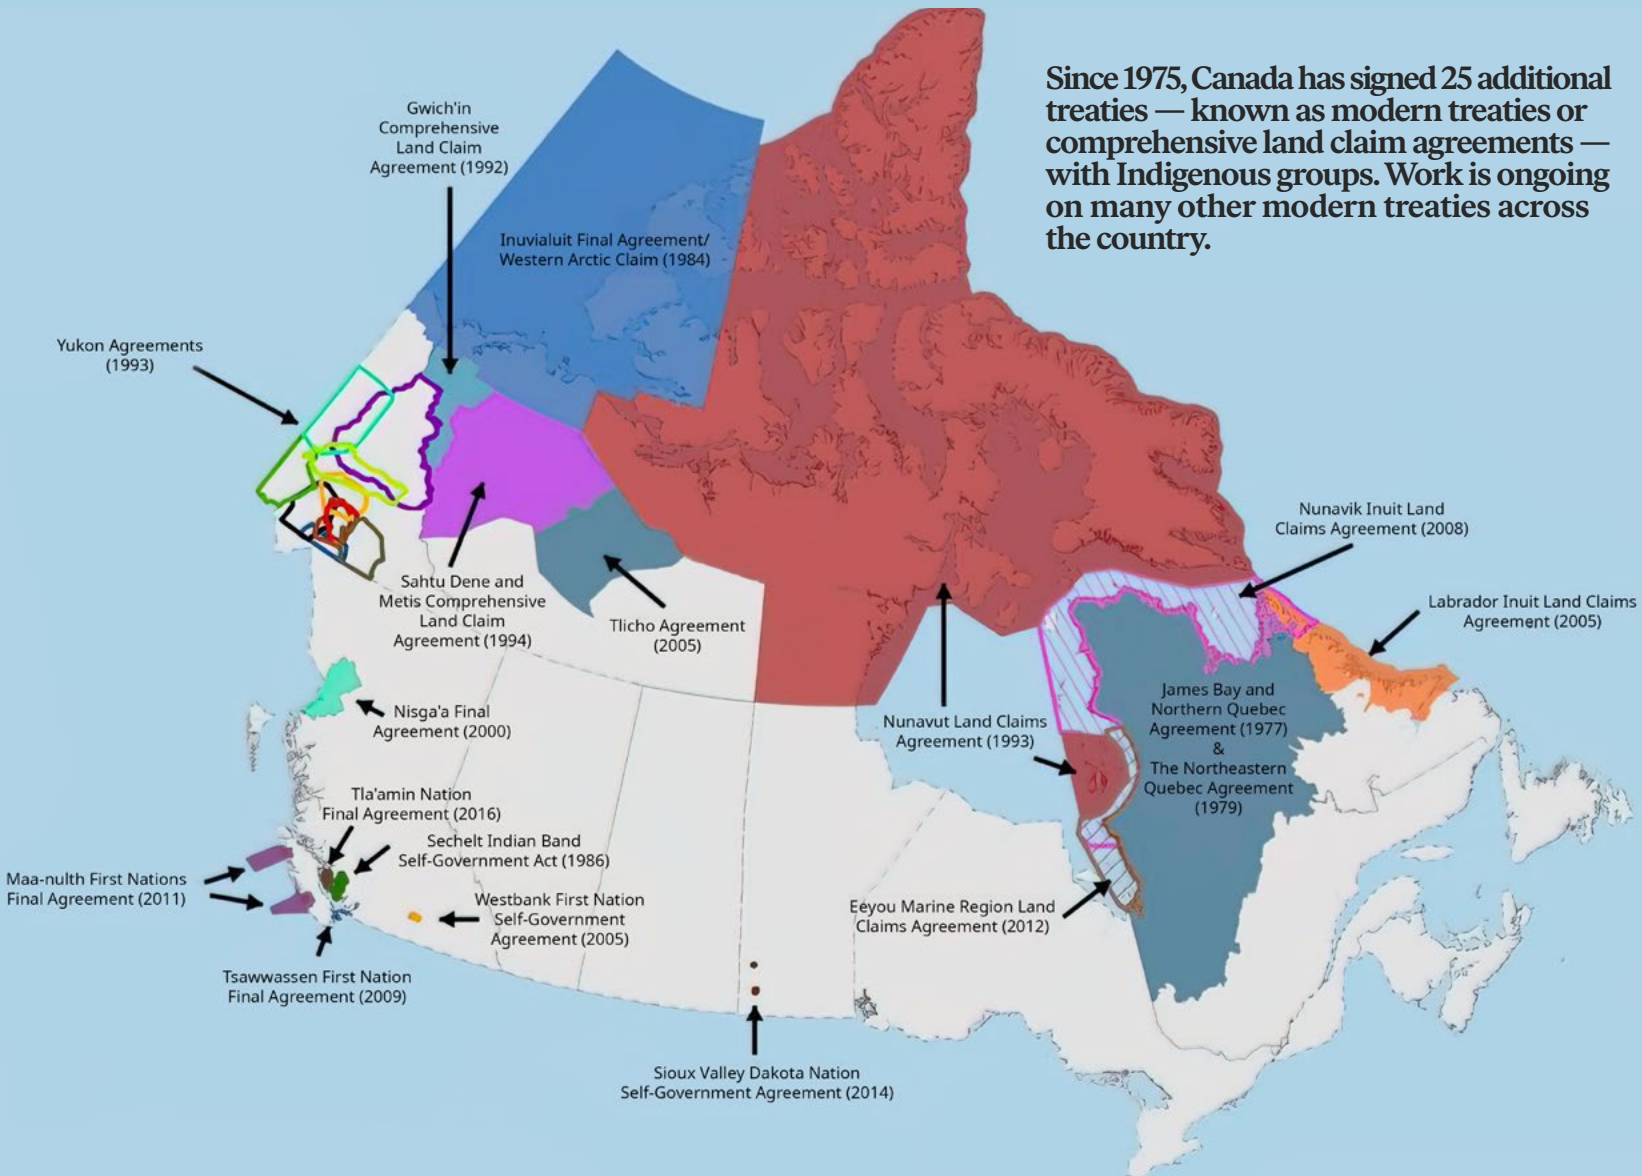 Since 1975, Canada has signed 25 additional
treaties — known as modern treaties or
comprehensive land claim agreements —
with Indigenous groups. Work is ongoing
on many other modern treaties across
the country.
Gwich'in
Comprehensive
Land Claim
Agreement (1992)
Inuvialuit Final Agreement/
Western Arctic Claim (1984)
Yukon Agreements
(1993)
Nunavik Inuit Land
Claims Agreement (2008)
Sahtu Dene and
Metis Comprehensive
Land Claim
Agreement (1994)
Tlicho Agreement
(2005)
Labrador Inuit Land Claims
Agreement (2005)
Nisga'a Final
Agreement (2000)
Nunavut Land Claims
Agreement (1993)
James Bay and
Northern Quebec
Agreement (1977)
&
The Northeastern
Quebec Agreement
(1979)
Tla'amin Nation
Final Agreement (2016)
Sechelt Indian Band
Self-Government Act (1986)
Maa-nulth First Nations
Final Agreement (2011)
Westbank First Nation
Self-Government
Agreement (2005)
Eeyou Marine Region Land
Claims Agreement (2012)
Tsawwassen First Nation
Final Agreement (2009)
Sioux Valley Dakota Nation
Self-Government Agreement (2014)